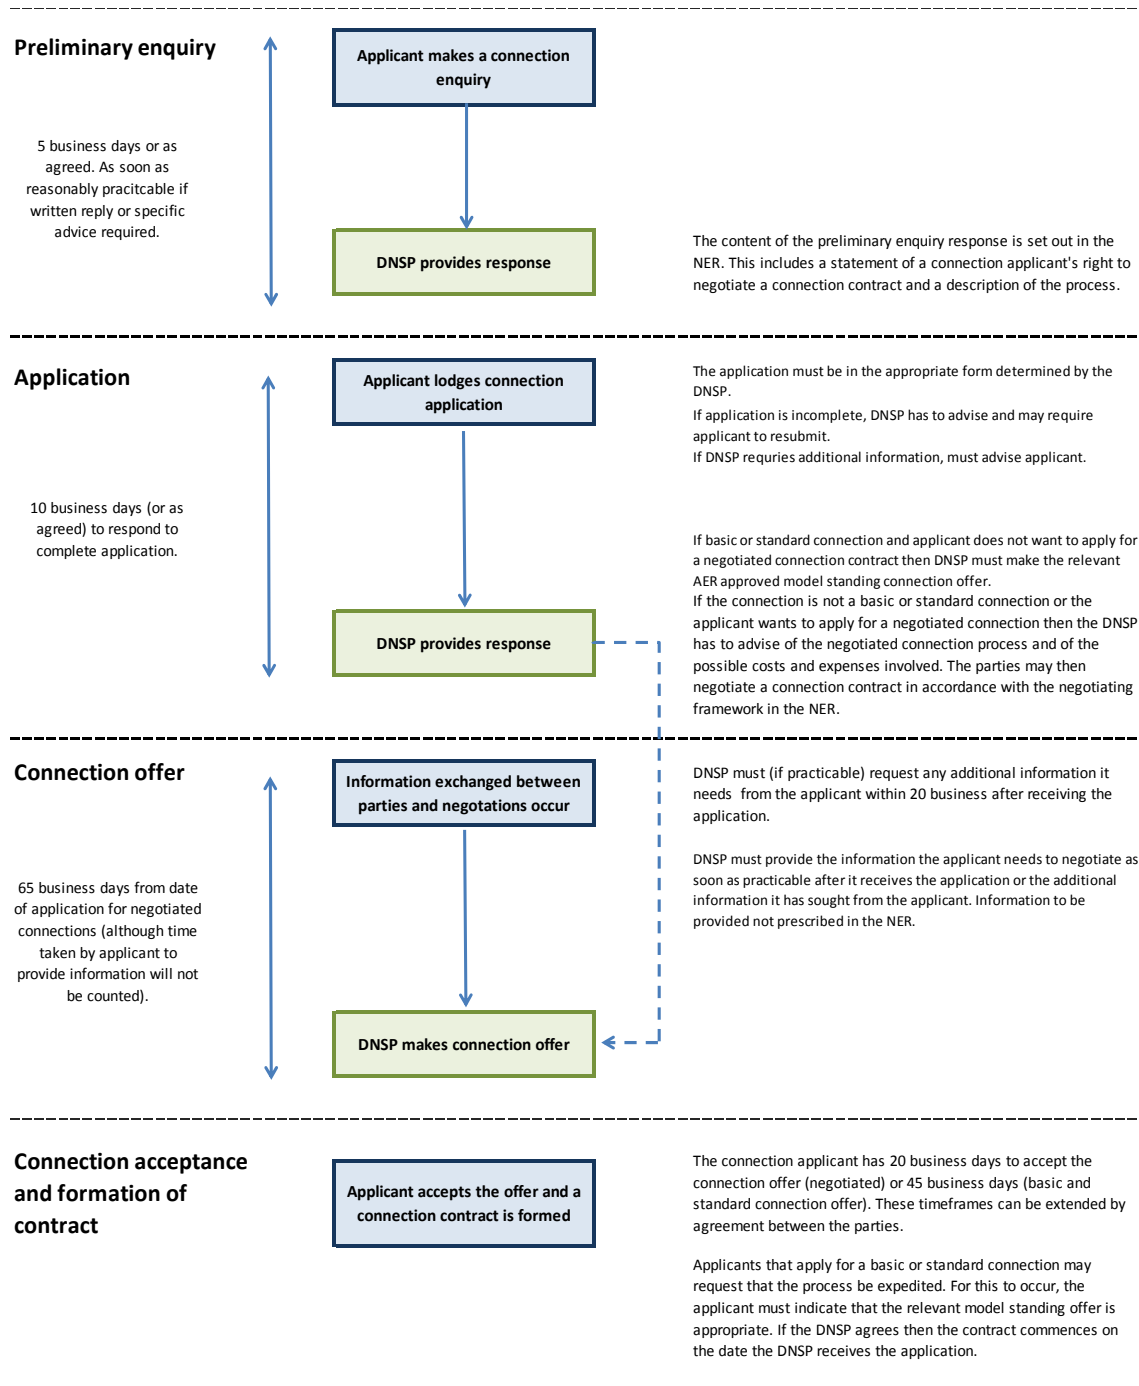 Preliminary enquiry
Applicant makes a connection
enquiry
5 business days or as
agreed. As soon as
reasonably pracitcable if
written reply or specific
advice required.
DNSP provides response
The content of the preliminary enquiry response is set out in the
NER. This includes a statement of a connection applicant's right to
negotiate a connection contract and a description of the process.
Application
Applicant lodges connection
application
The application must be in the appropriate form determined by the
DNSP.
If application is incomplete, DNSP has to advise and may require
applicant to resubmit.
If DNSP requries additional information, must advise applicant.
10 business days (or as
agreed) to respond to
complete application.
If basic or standard connection and applicant does not want to apply for
a negotiated connection contract then DNSP must make the relevant
AER approved model standing connection offer.
If the connection is not a basic or standard connection or the
applicant wants to apply for a negotiated connection then the DNSP
has to advise of the negotiated connection process and of the
possible costs and expenses involved. The parties may then
negotiate a connection contract in accordance with the negotiating
framework in the NER.
DNSP provides response
Connection offer
Information exchanged between
parties and negotations occur
DNSP must (if practicable) request any additional information it
needs from the applicant within 20 business after receiving the
application.
DNSP must provide the information the applicant needs to negotiate as
soon as practicable after it receives the application or the additional
information it has sought from the applicant. Information to be
provided not prescribed in the NER.
65 business days from date
of application for negotiated
connections (although time
taken by applicant to
provide information will not
be counted).
DNSP makes connection offer
Connection acceptance
and formation of
contract
Applicant accepts the offer and a
connection contract is formed
The connection applicant has 20 business days to accept the
connection offer (negotiated) or 45 business days (basic and
standard connection offer). These timeframes can be extended by
agreement between the parties.
Applicants that apply for a basic or standard connection may
request that the process be expedited. For this to occur, the
applicant must indicate that the relevant model standing offer is
appropriate. If the DNSP agrees then the contract commences on
the date the DNSP receives the application.